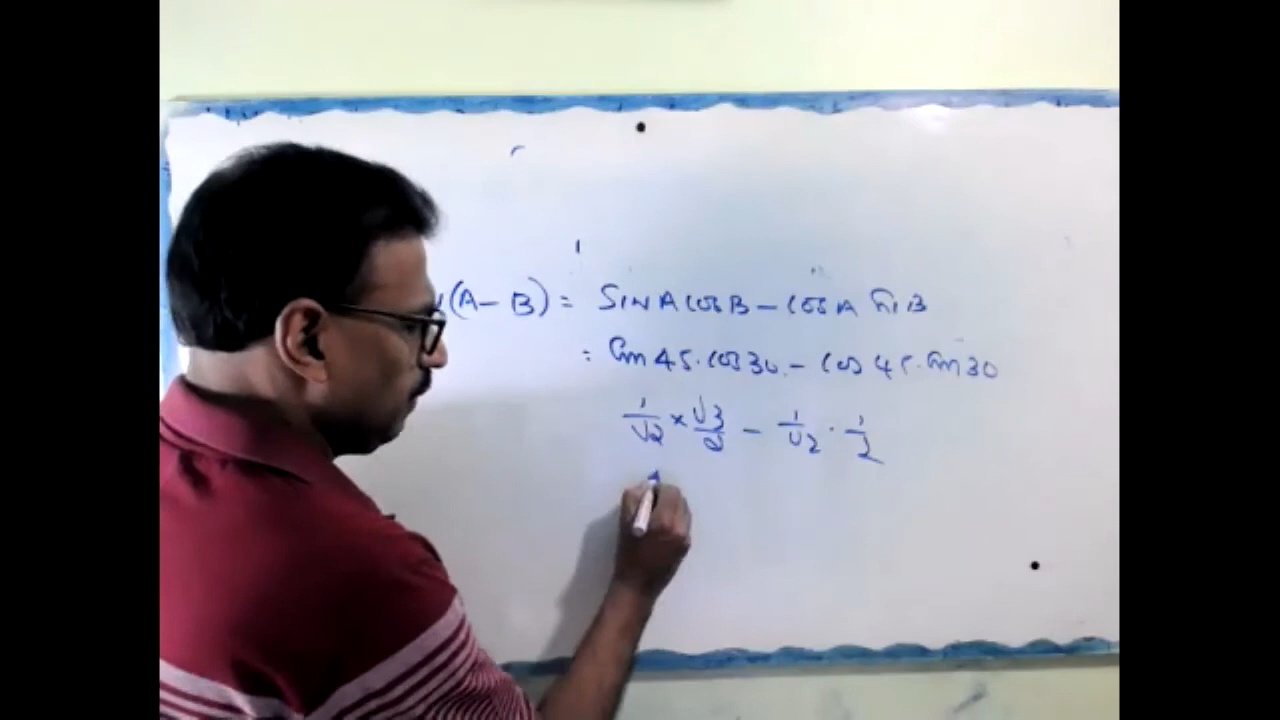 (A - B) = SIN A COS B - COS A Sin B
= Sin 45. COS 30. - COS 45. Sin 30
1/√2 × √3/2 - 1/√2 . 1/2